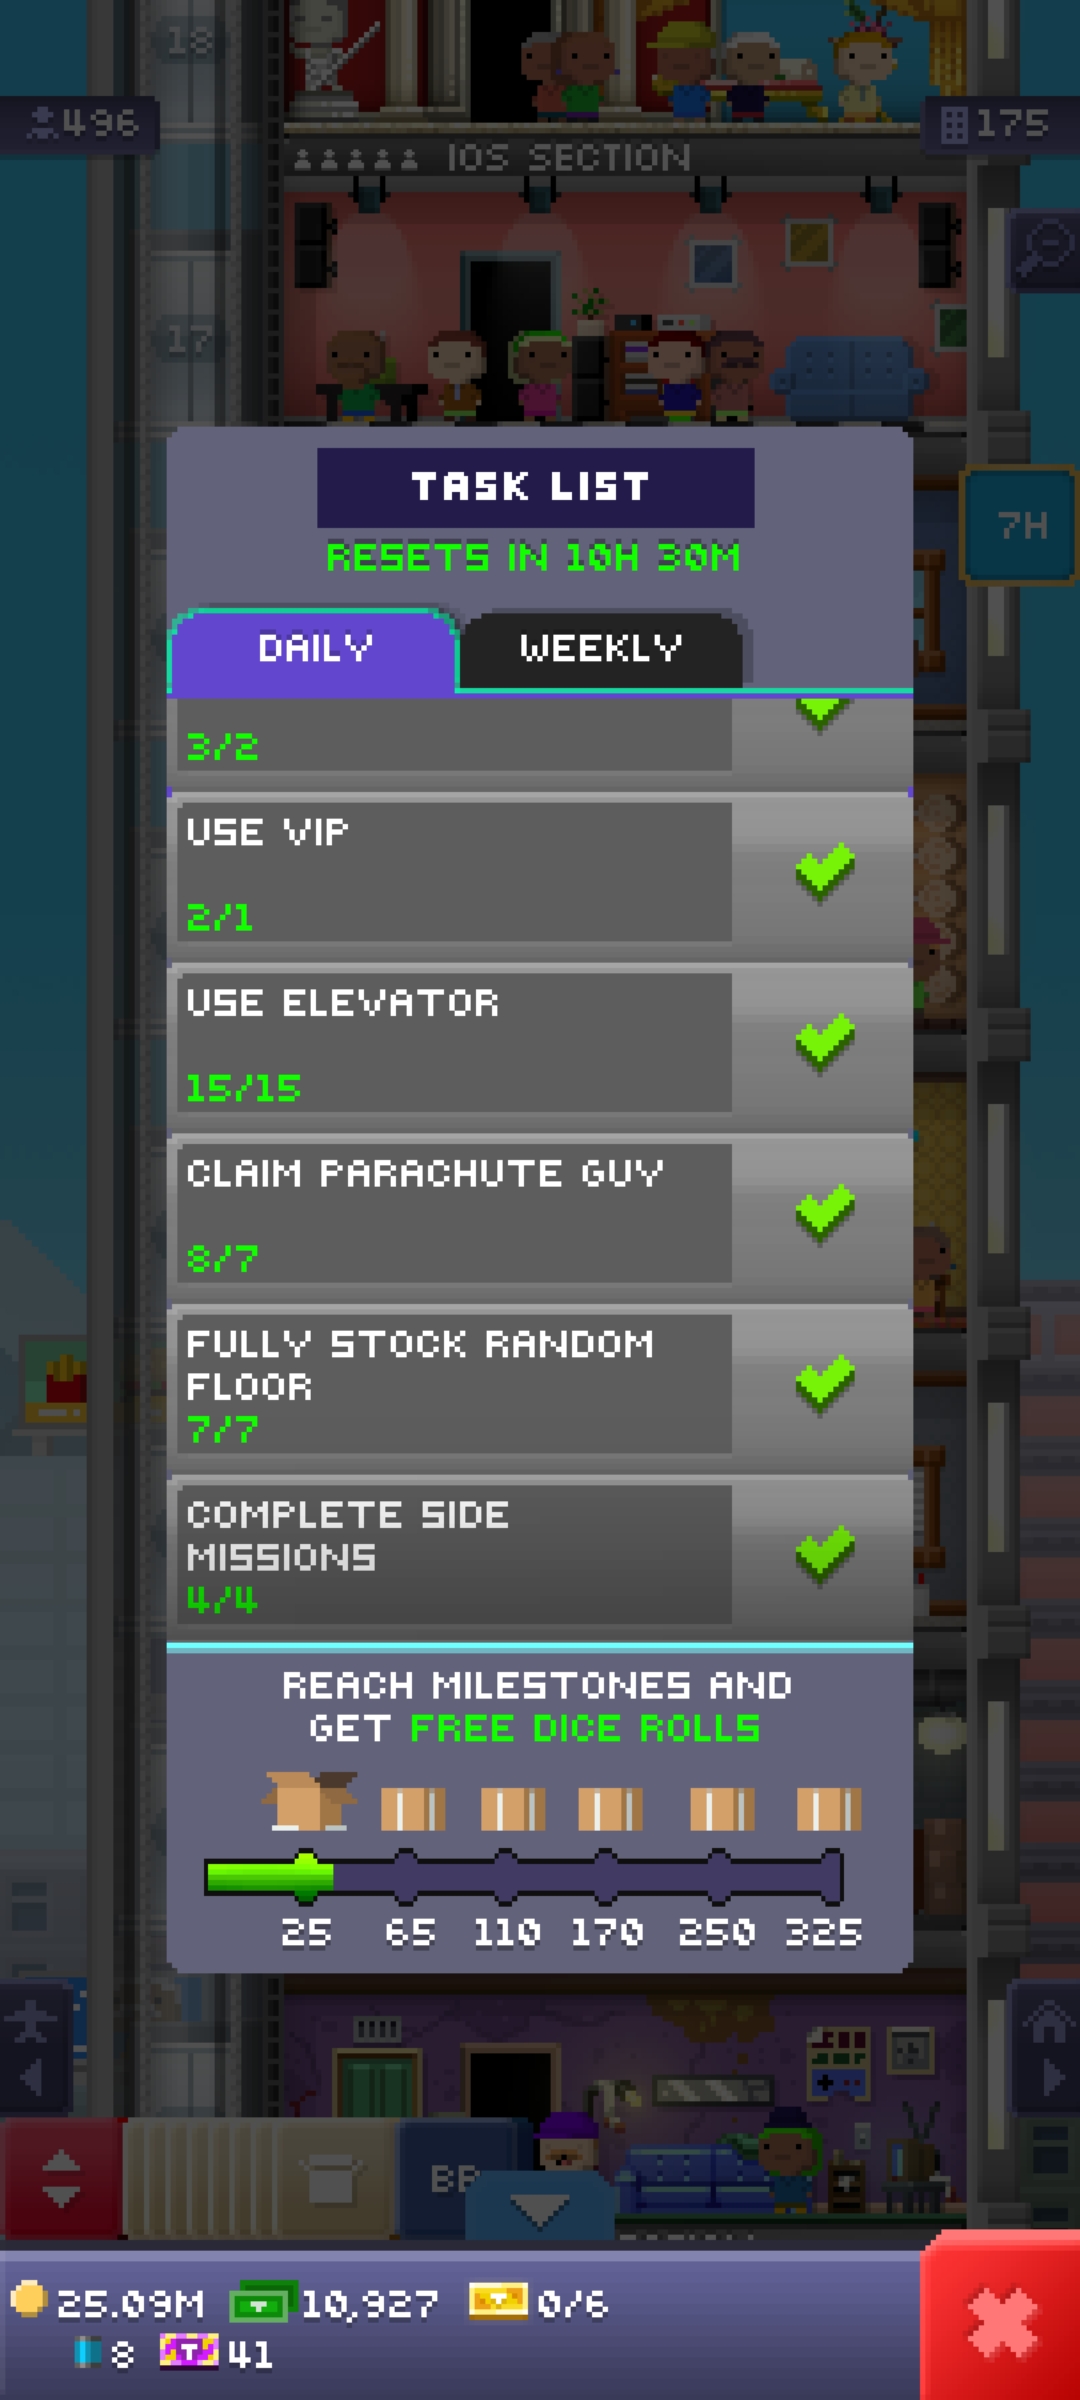 18
496
175
IOS SECTION
17
TASK LIST
RESETS IN 10H 30M
7H
DAILY
WEEKLY
3/2
USE VIP
2/1
USE ELEVATOR
15/15
CLAIM PARACHUTE GUY
8/7
FULLY STOCK RANDOM
FLOOR
7/7
COMPLETE SIDE
MISSIONS
4/4
REACH MILESTONES AND
GET FREE DICE ROLLS
25 65 110 170 250 325
25.09M 10,927 0/6
8 41